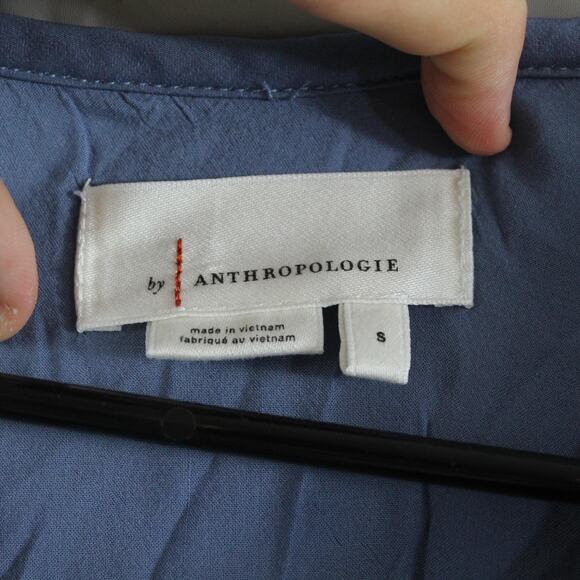 by ANTHROPOLOGIE
made in vietnam
fabriqué au vietnam
S